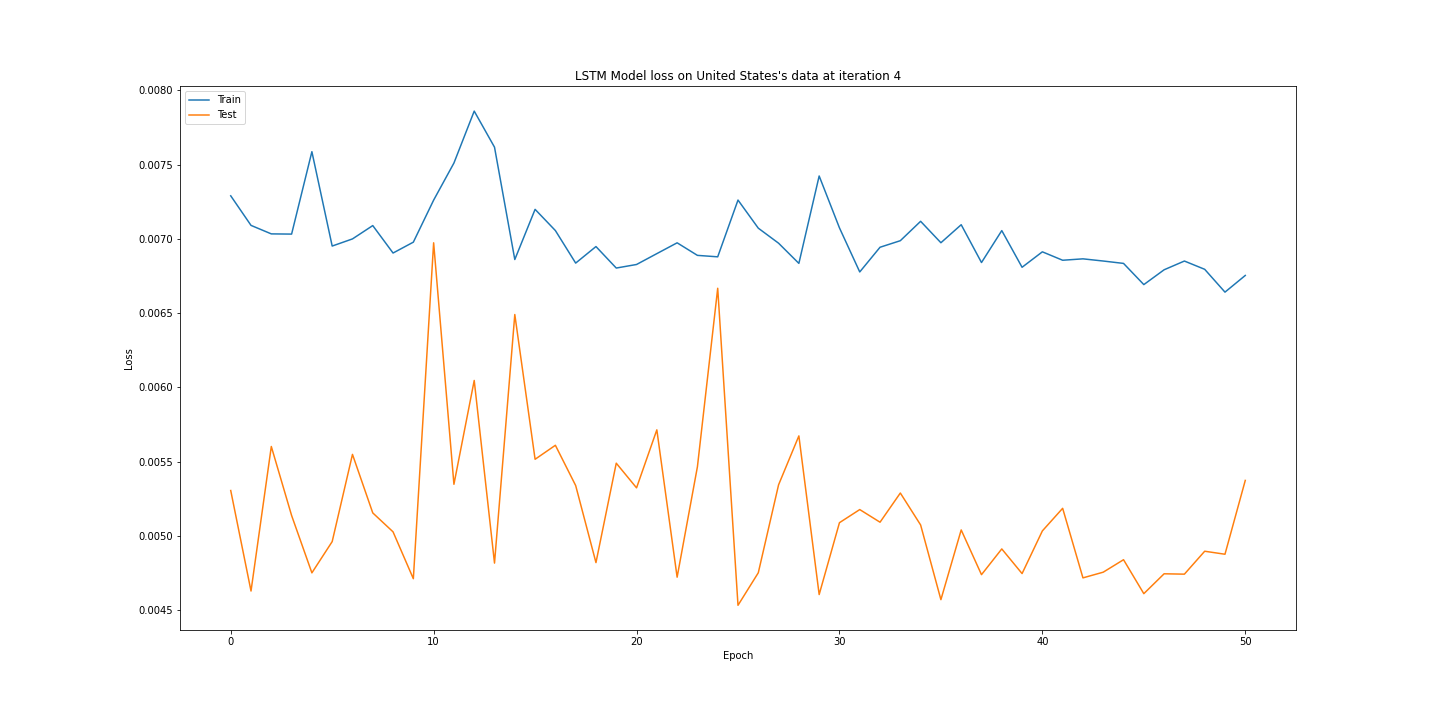 LSTM Model loss on United States's data at iteration 4
Train
Test
0.0080
0.0075
0.0070
0.0065
0.0060
0.0055
0.0050
0.0045
Loss
0 10 20 30 40 50
Epoch